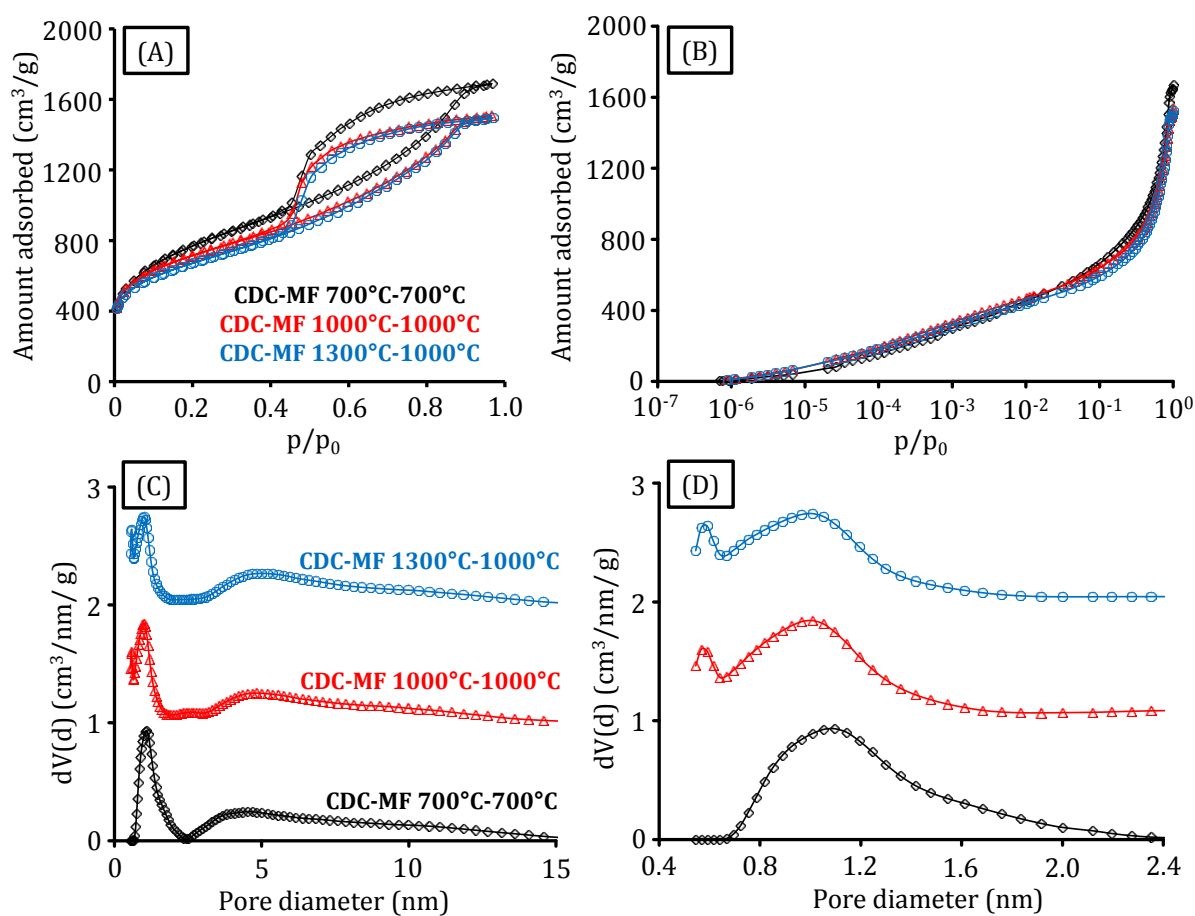 (A)
Amount adsorbed (cm³/g)
2000
1600
1200
800
400
0
CDC-MF 700°C-700°C
CDC-MF 1000°C-1000°C
CDC-MF 1300°C-1000°C
0 0.2 0.4 0.6 0.8 1.0
p/p₀
(B)
Amount adsorbed (cm³/g)
2000
1600
1200
800
400
0
10⁻⁷ 10⁻⁶ 10⁻⁵ 10⁻⁴ 10⁻³ 10⁻² 10⁻¹ 10⁰
p/p₀
(C)
dV(d) (cm³/nm/g)
3
2
1
0
CDC-MF 1300°C-1000°C
CDC-MF 1000°C-1000°C
CDC-MF 700°C-700°C
0 5 10 15
Pore diameter (nm)
(D)
dV(d) (cm³/nm/g)
3
2
1
0
0.4 0.8 1.2 1.6 2.0 2.4
Pore diameter (nm)